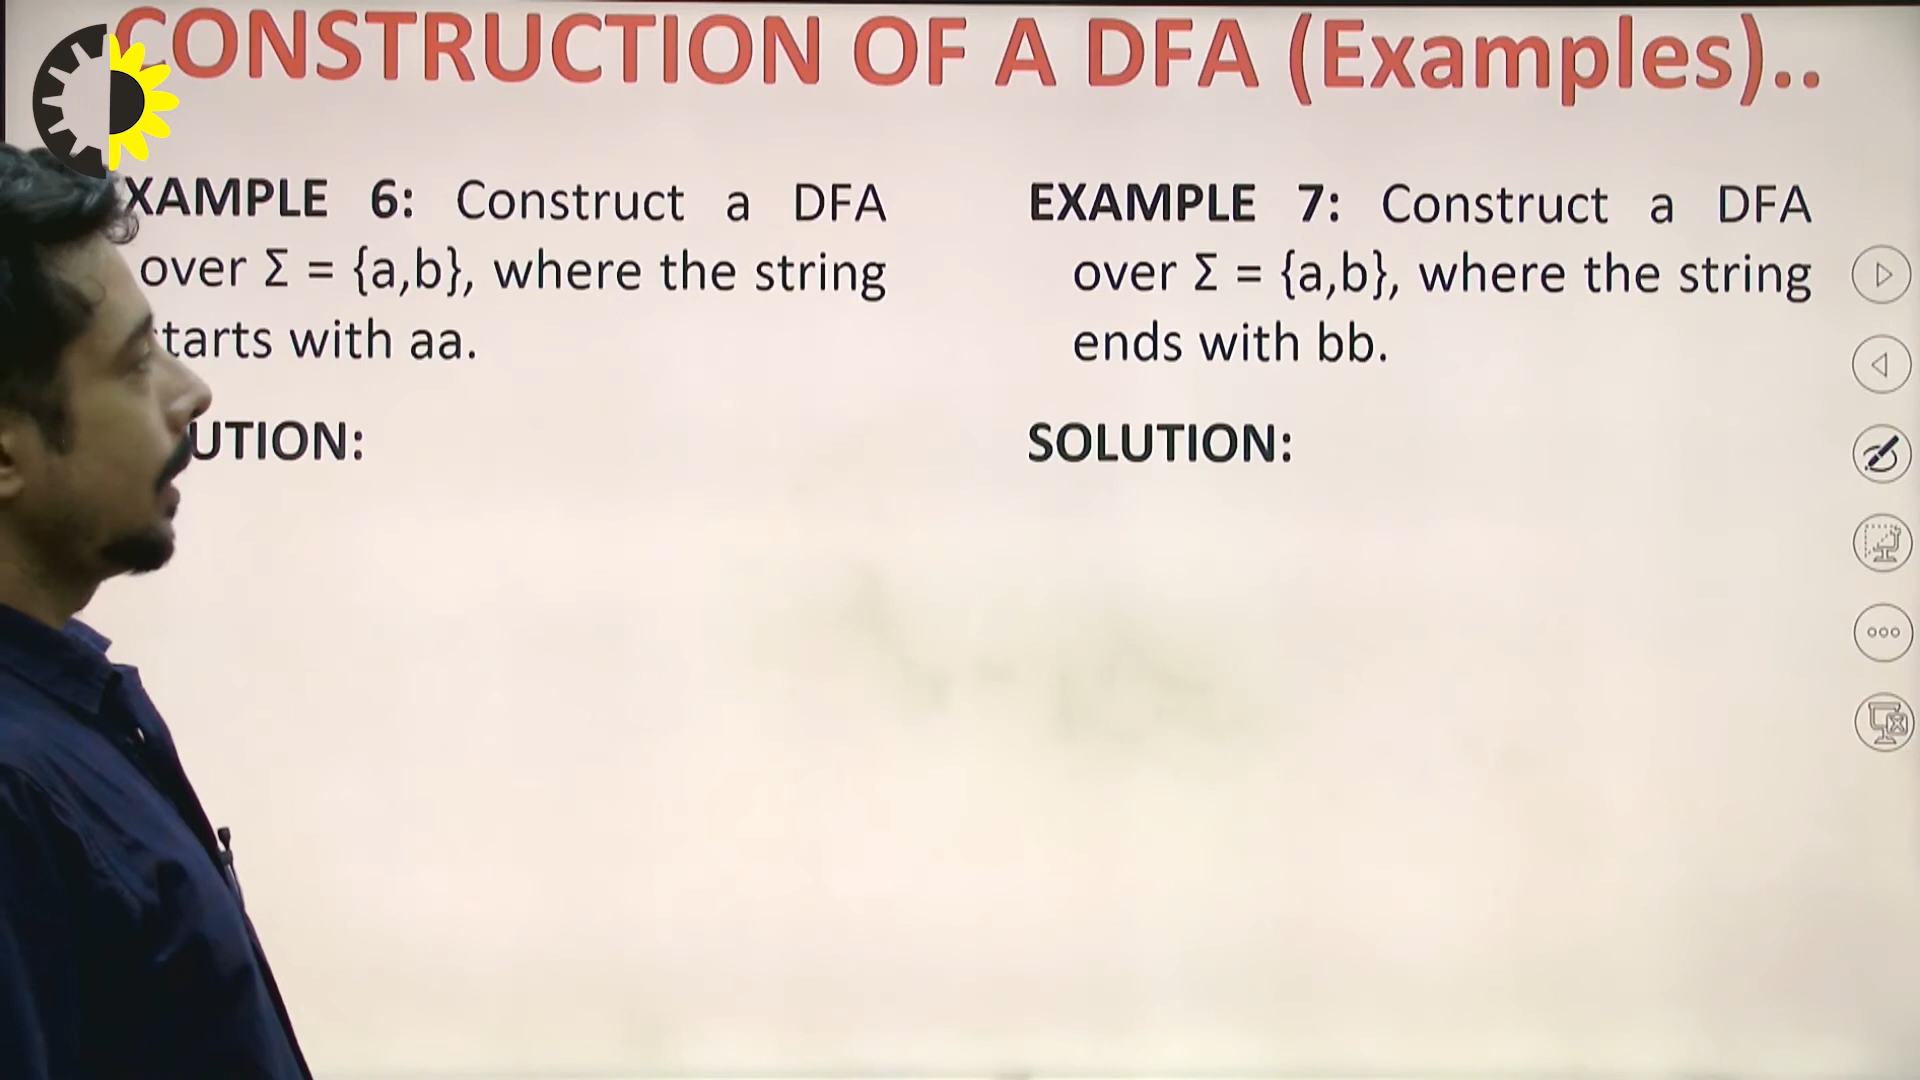 CONSTRUCTION OF A DFA (Examples)..
XAMPLE 6: Construct a DFA
over Σ = {a,b}, where the string
tarts with aa.
UTION:
EXAMPLE 7: Construct a DFA
over Σ = {a,b}, where the string
ends with bb.
SOLUTION: